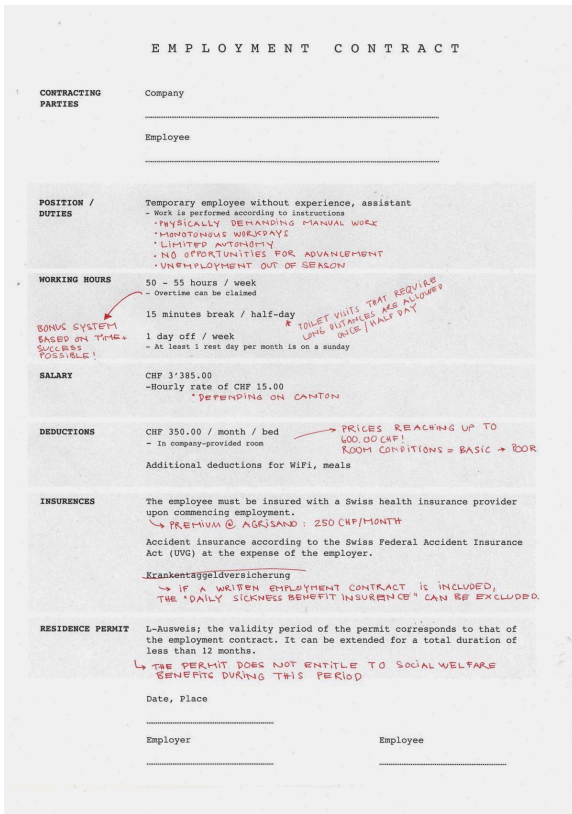 EMPLOYMENT CONTRACT
CONTRACTING
PARTIES
Company
Employee
POSITION /
DUTIES
Temporary employee without experience, assistant
- Work is performed according to instructions
· PHYSICALLY DEMANDING MANUAL WORK
· MONOTONOUS WORKDAYS
· LIMITED AUTONOMY
· NO OPPORTUNITIES FOR ADVANCEMENT
· UNEMPLOYMENT OUT OF SEASON
WORKING HOURS
50 - 55 hours / week
- Overtime can be claimed
BONUS SYSTEM
BASED ON TIME +
SUCCESS
POSSIBLE!
15 minutes break / half-day
* TOILET VISITS THAT REQUIRE
LONG DISTANCES ARE ALLOWED
ONCE / HALF DAY
1 day off / week
- At least 1 rest day per month is on a sunday
SALARY
CHF 3'385.00
-Hourly rate of CHF 15.00
* DEPENDING ON CANTON
DEDUCTIONS
CHF 350.00 / month / bed
- In company-provided room
→ PRICES REACHING UP TO
600.00 CHF!
ROOM CONDITIONS = BASIC → POOR
Additional deductions for WiFi, meals
INSURENCES
The employee must be insured with a Swiss health insurance provider
upon commencing employment.
↳ PREMIUM @ AGRISANO : 250 CHF/MONTH
Accident insurance according to the Swiss Federal Accident Insurance
Act (UVG) at the expense of the employer.
Krankentaggeldversicherung
↳ IF A WRITTEN EMPLOYMENT CONTRACT IS INCLUDED,
THE "DAILY SICKNESS BENEFIT INSURENCE" CAN BE EXCLUDED.
RESIDENCE PERMIT
L-Ausweis; the validity period of the permit corresponds to that of
the employment contract. It can be extended for a total duration of
less than 12 months.
↳ THE PERMIT DOES NOT ENTITLE TO SOCIAL WELFARE
BENEFITS DURING THIS PERIOD
Date, Place
Employer
Employee